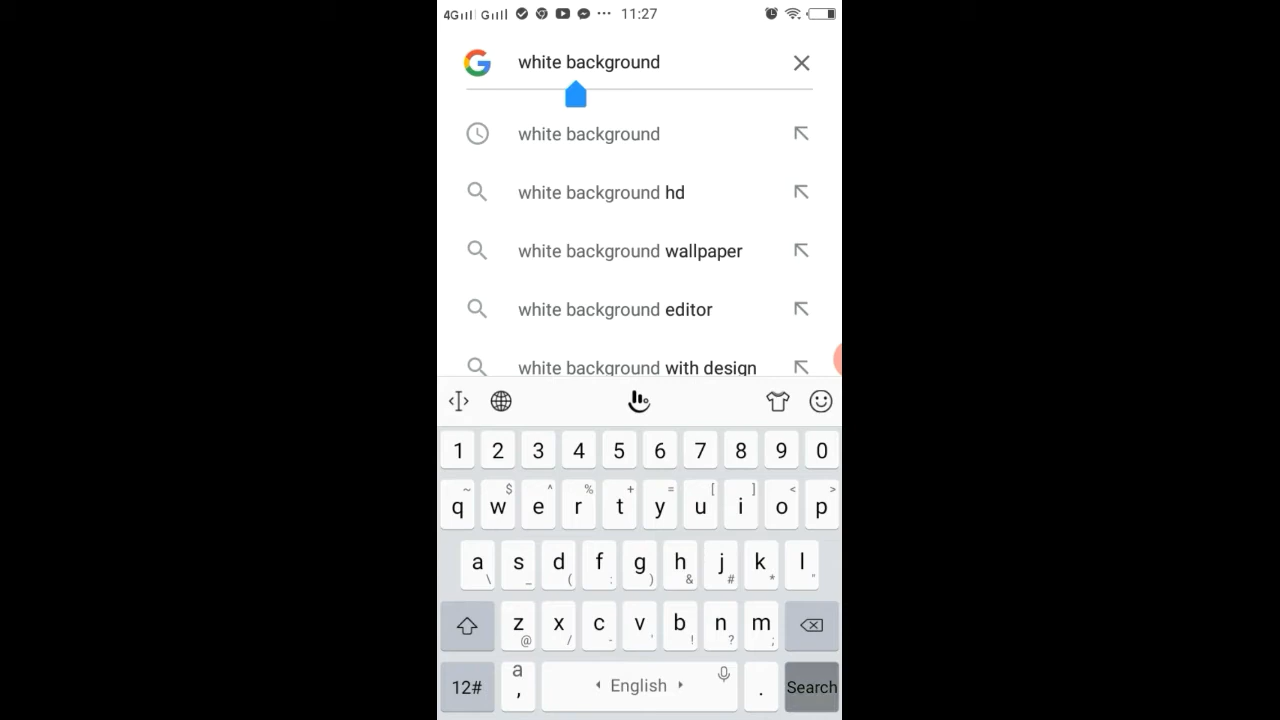 4G G 11:27
white background
white background
white background hd
white background wallpaper
white background editor
white background with design
1 2 3 4 5 6 7 8 9 0
~ $ ^ % + = [ ] < >
q w e r t y u i o p
a s d f g h j k l
\ _ ( : ) & # * "
z x c v b n m
@ / - ' ! ? ;
12# a , English . Search